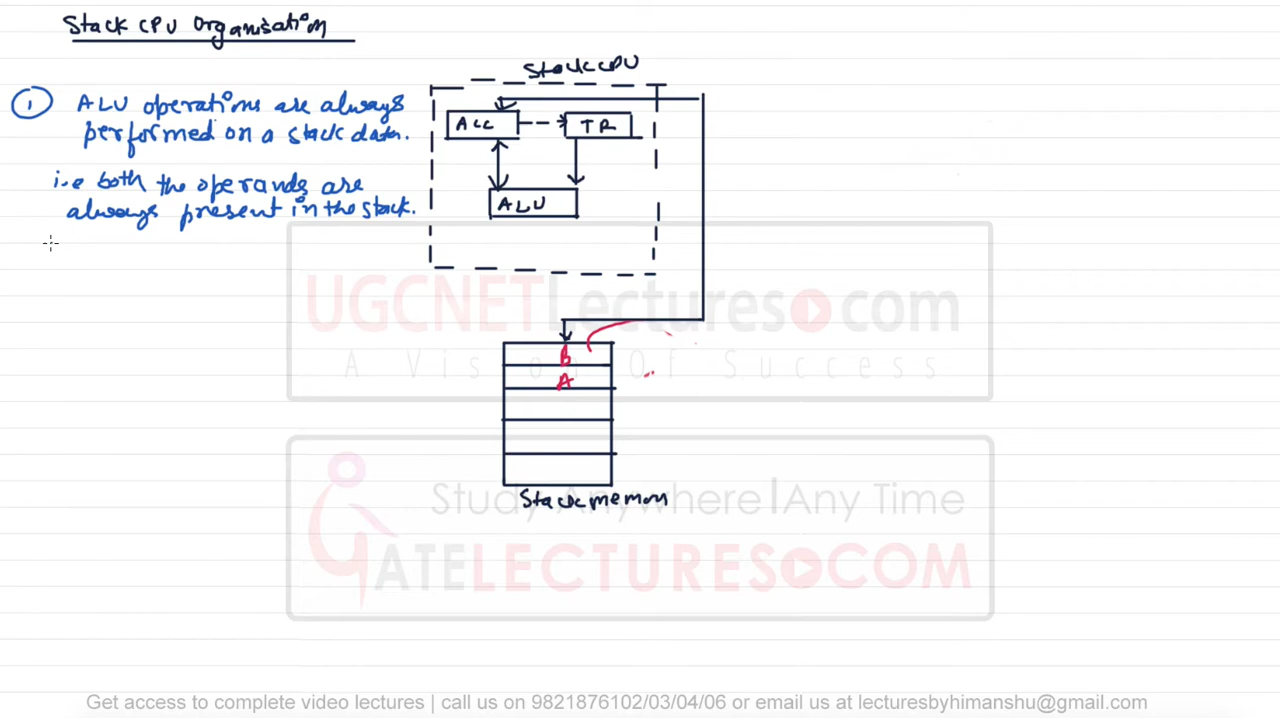 Stack CPU Organisation
Stack CPU
1 ALU operations are always
performed on a stack data.
i.e both the operands are
always present in the stack.
ACC
TR
ALU
UGCNETLectures.com
A Vision Of Success
B
A
Stack memory
Study Anywhere|Any Time
GATELECTURES.COM
Get access to complete video lectures | call us on 9821876102/03/04/06 or email us at lecturesbyhimanshu@gmail.com